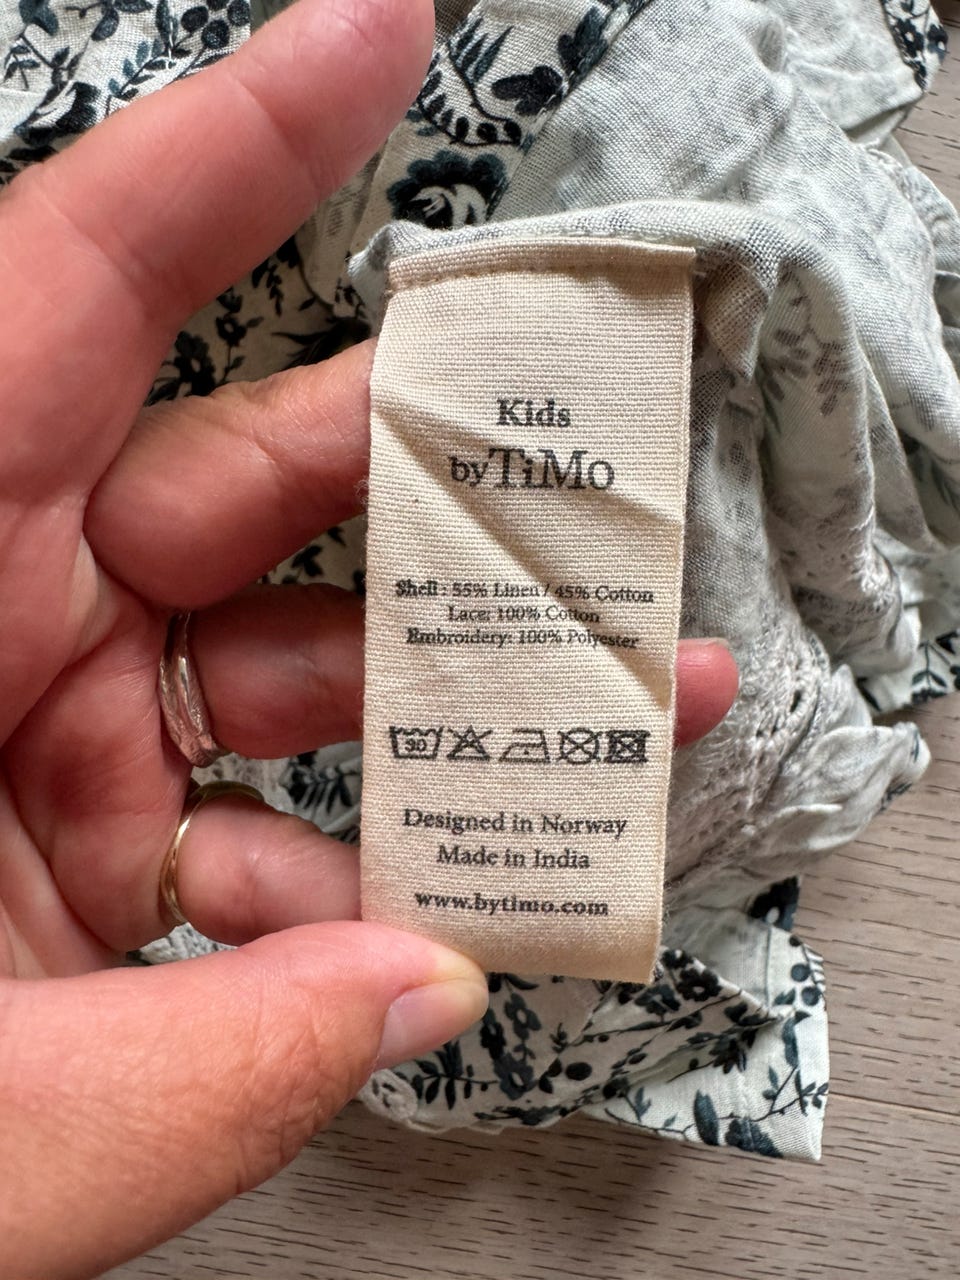 Kids
byTiMo
Shell : 55% Linen / 45% Cotton
Lace: 100% Cotton
Embroidery: 100% Polyester
30
Designed in Norway
Made in India
www.bytimo.com